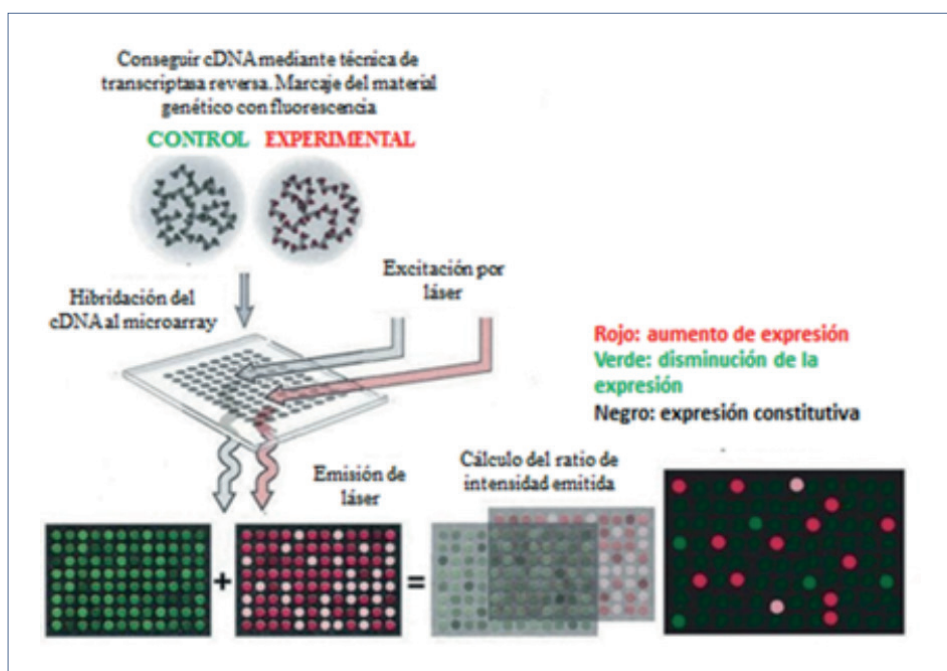 Conseguir cDNA mediante técnica de
transcriptasa reversa. Marcaje del material
genético con fluorescencia
CONTROL EXPERIMENTAL
Excitación por
láser
Hibridación del
cDNA al microarray
Rojo: aumento de expresión
Verde: disminución de la
expresión
Negro: expresión constitutiva
Emisión de
láser
Cálculo del ratio de
intensidad emitida
+
=